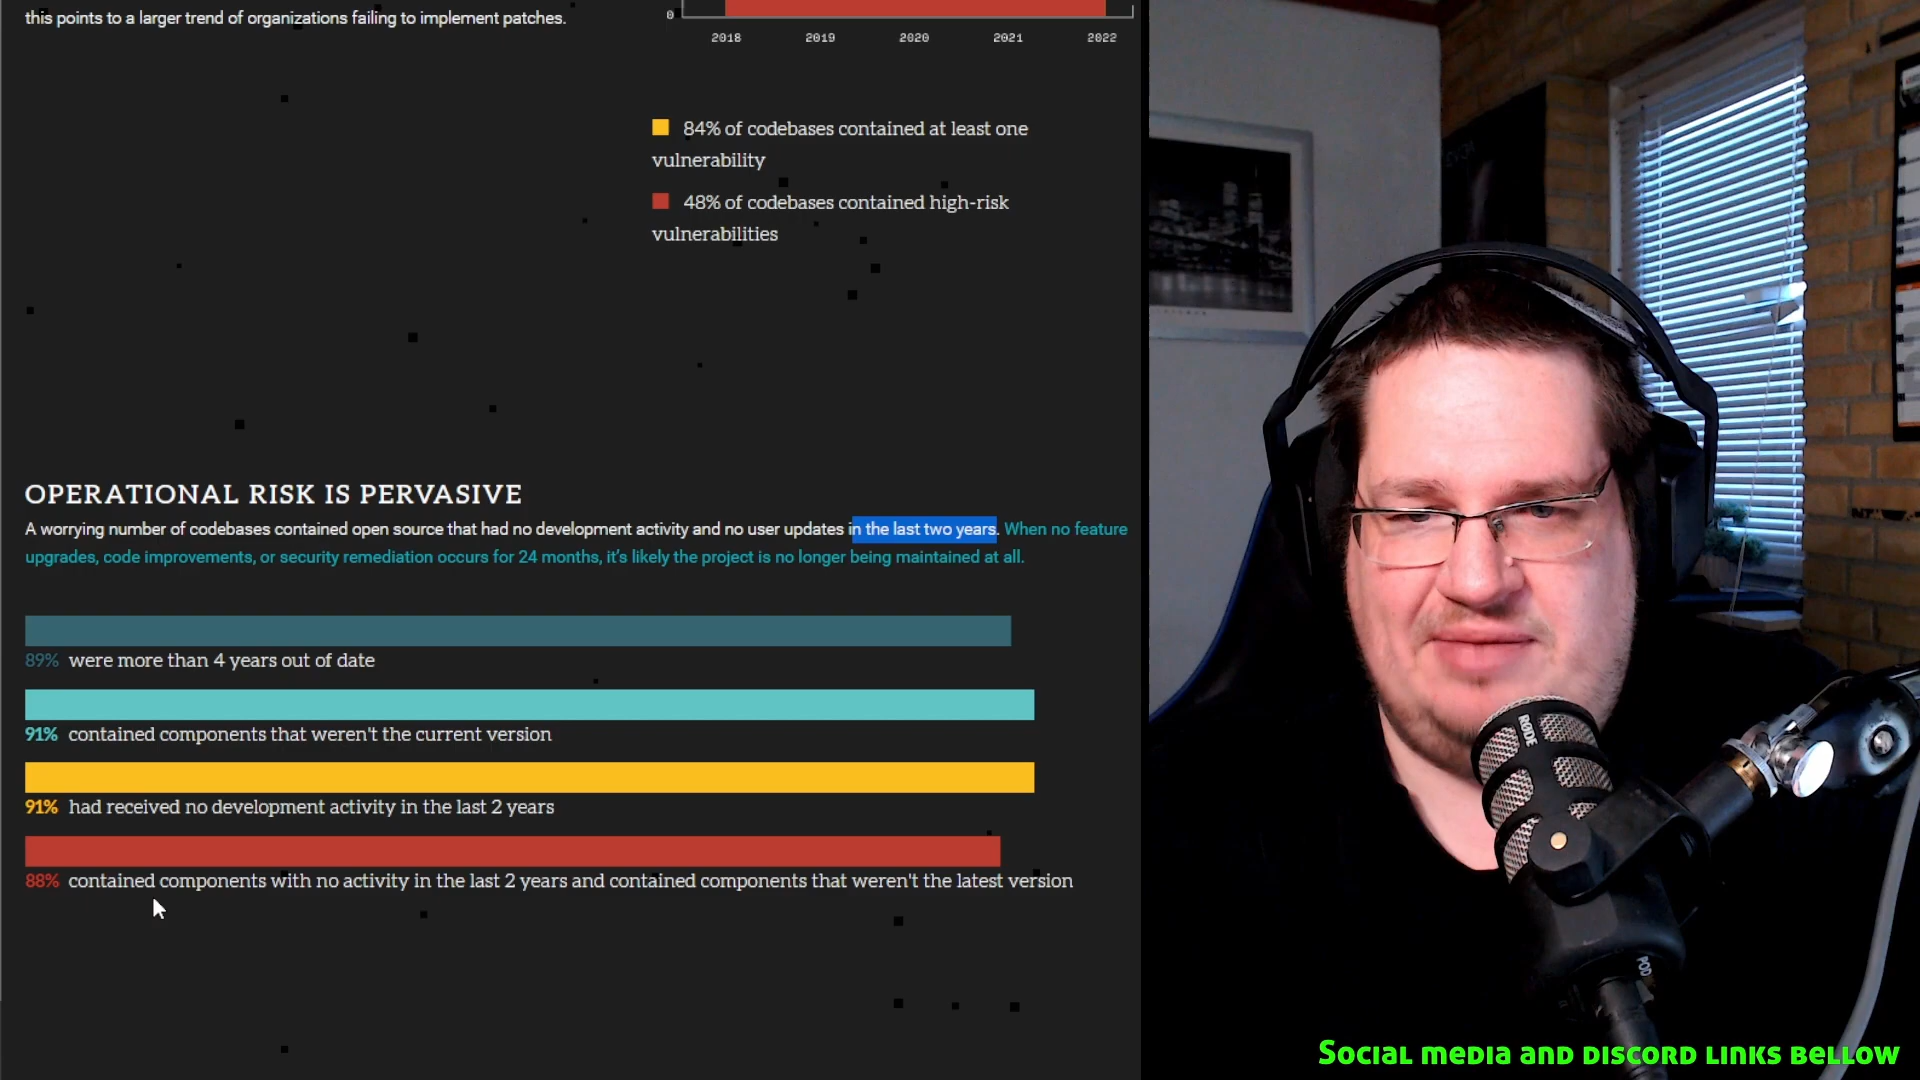 this points to a larger trend of organizations failing to implement patches.
0
2018 2019 2020 2021 2022
84% of codebases contained at least one
vulnerability
48% of codebases contained high-risk
vulnerabilities
OPERATIONAL RISK IS PERVASIVE
A worrying number of codebases contained open source that had no development activity and no user updates in the last two years. When no feature
upgrades, code improvements, or security remediation occurs for 24 months, it's likely the project is no longer being maintained at all.
89% were more than 4 years out of date
91% contained components that weren't the current version
91% had received no development activity in the last 2 years
88% contained components with no activity in the last 2 years and contained components that weren't the latest version
RØDE
POD
Social media and discord links bellow